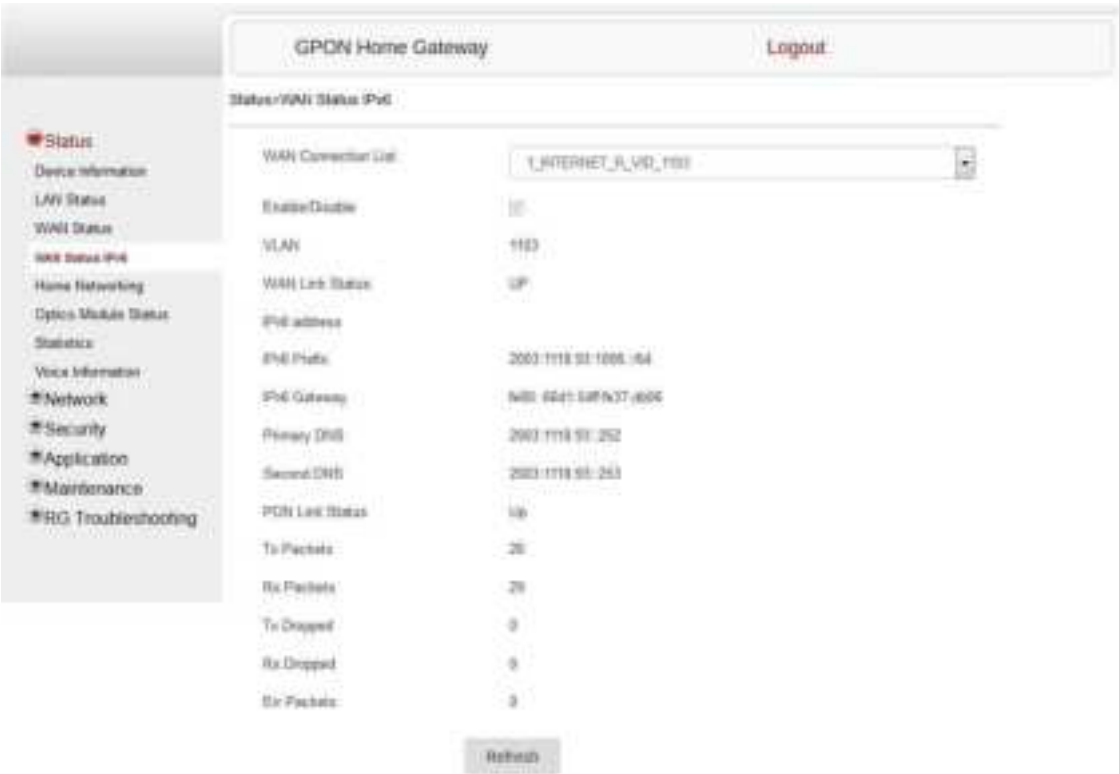 GPON Home Gateway Logout
Status>WAN Status IPv6
Status
Device Information
LAN Status
WAN Status
WAN Status IPv6
Home Networking
Optics Module Status
Statistics
Voice Information
Network
Security
Application
Maintenance
RG Troubleshooting
WAN Connection List 1_INTERNET_R_VID_1103
Enable/Disable
VLAN 1103
WAN Link Status UP
IPv6 address
IPv6 Prefix
IPv6 Gateway
Primary DNS
Second DNS
PON Link Status Up
Tx Packets
Rx Packets
Tx Dropped 0
Rx Dropped 0
Err Packets 0
Refresh